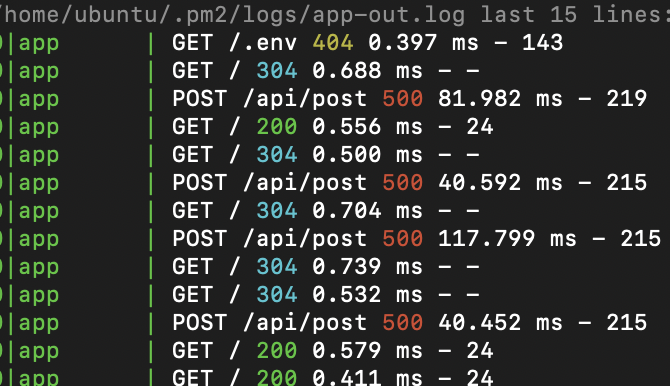 /home/ubuntu/.pm2/logs/app-out.log last 15 lines:
0|app | GET /.env 404 0.397 ms - 143
0|app | GET / 304 0.688 ms - -
0|app | POST /api/post 500 81.982 ms - 219
0|app | GET / 200 0.556 ms - 24
0|app | GET / 304 0.500 ms - -
0|app | POST /api/post 500 40.592 ms - 215
0|app | GET / 304 0.704 ms - -
0|app | POST /api/post 500 117.799 ms - 215
0|app | GET / 304 0.739 ms - -
0|app | GET / 304 0.532 ms - -
0|app | POST /api/post 500 40.452 ms - 215
0|app | GET / 200 0.579 ms - 24
0|app | GET / 200 0.411 ms - 24